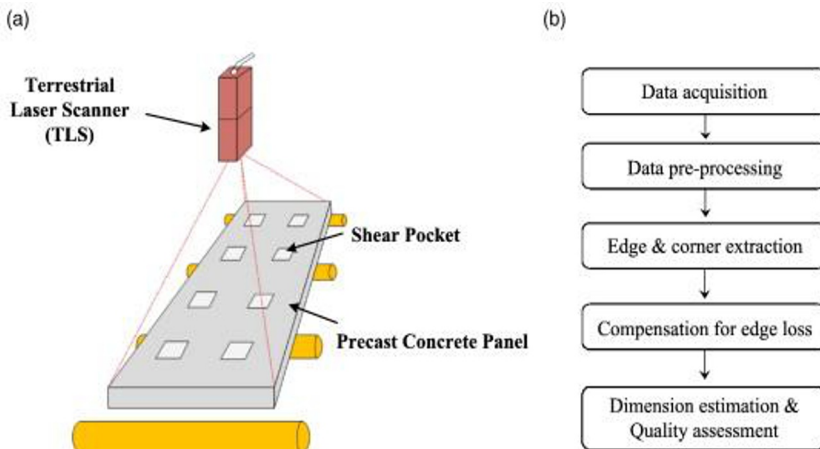 (a)
Terrestrial
Laser Scanner
(TLS)
Shear Pocket
Precast Concrete Panel
(b)
Data acquisition
Data pre-processing
Edge & corner extraction
Compensation for edge loss
Dimension estimation &
Quality assessment